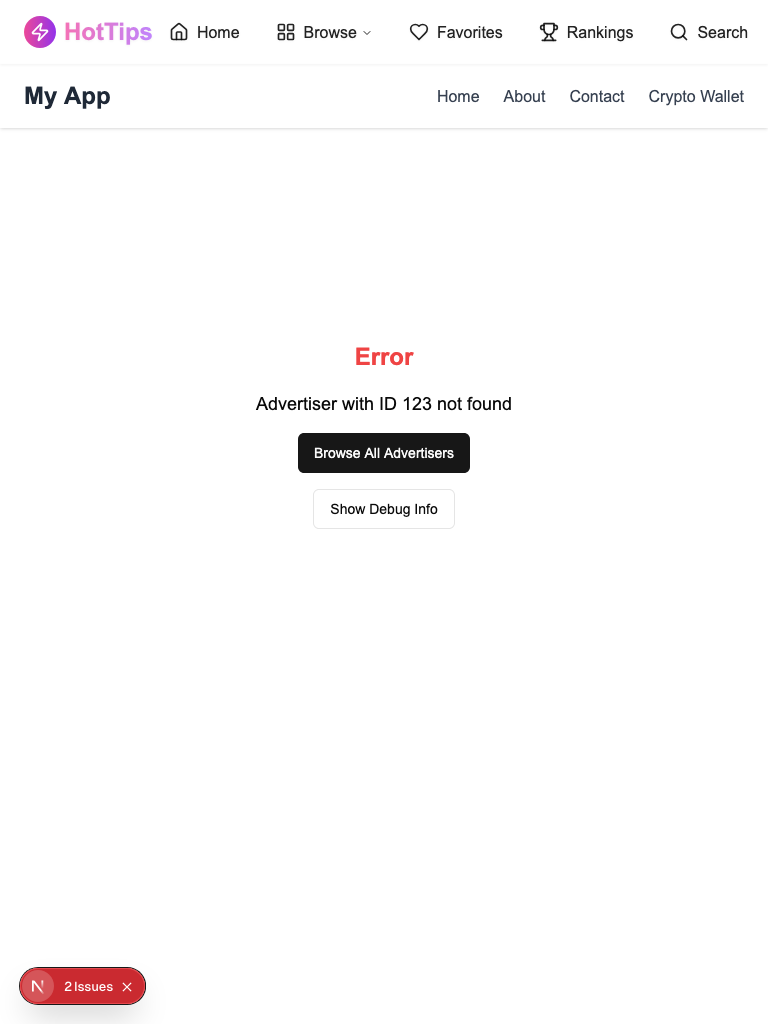 HotTips Home Browse Favorites Rankings Search
My App Home About Contact Crypto Wallet
Error
Advertiser with ID 123 not found
Browse All Advertisers
Show Debug Info
N 2 Issues